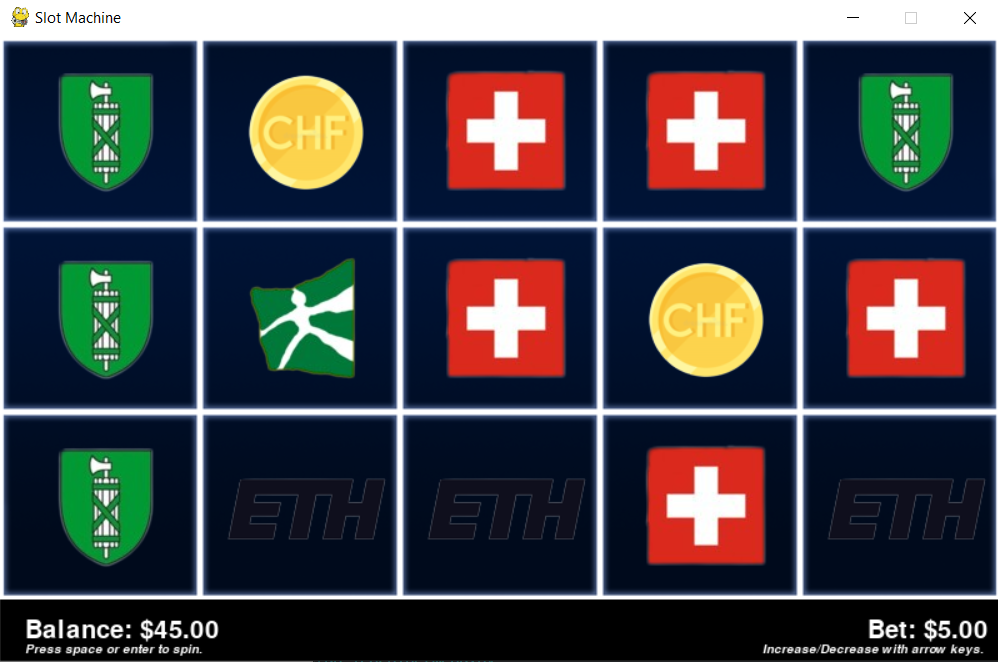 Slot Machine
CHF
CHF
ETH
ETH
ETH
Balance: $45.00
Bet: $5.00
Press space or enter to spin.
Increase/Decrease with arrow keys.